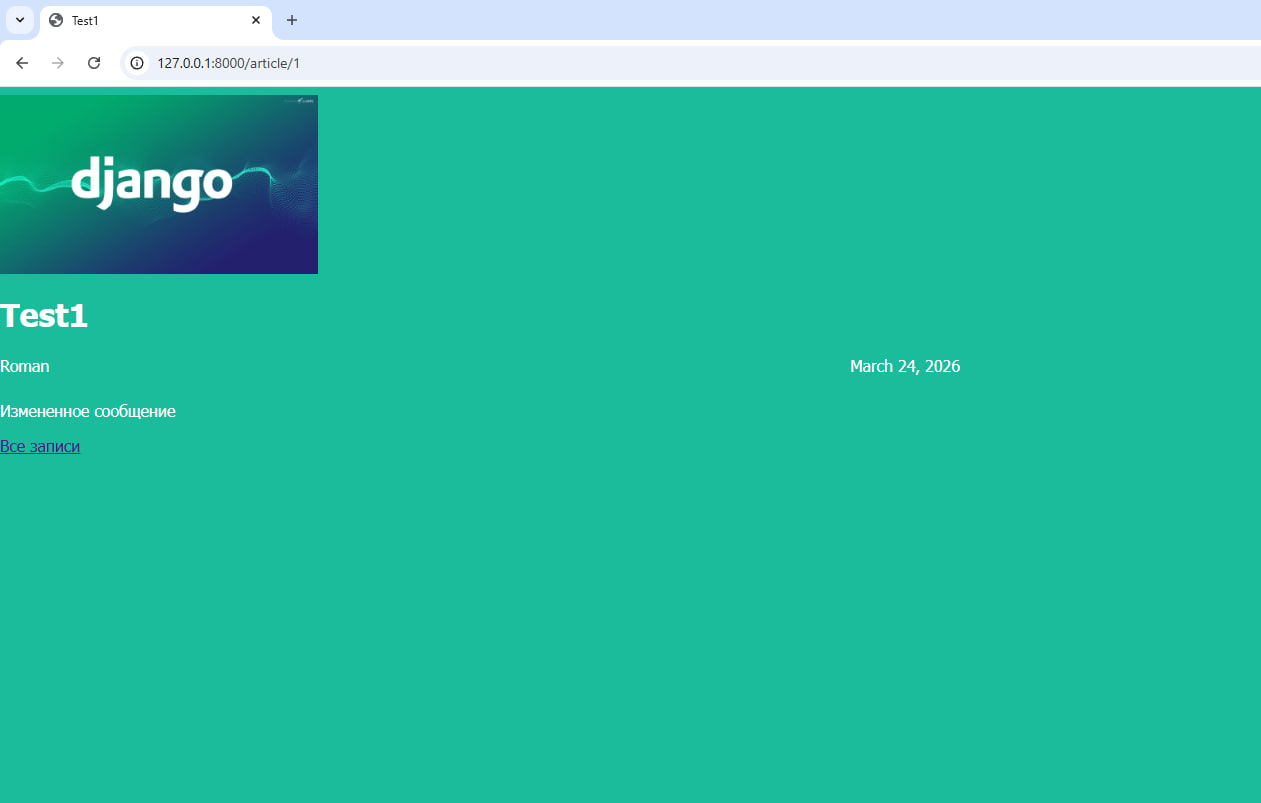 Test1
127.0.0.1:8000/article/1
django
Test1
Roman March 24, 2026
Измененное сообщение
Все записи